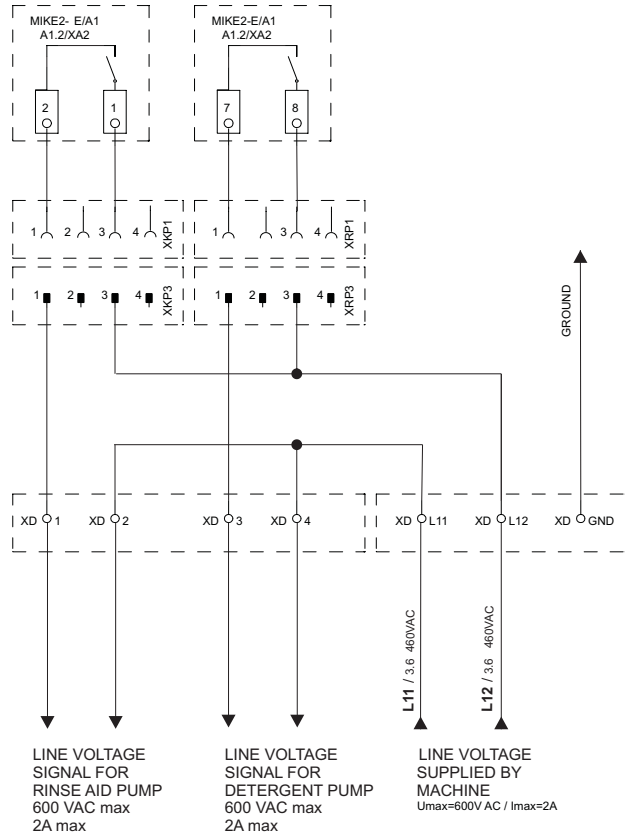 MIKE2- E/A1
A1.2/XA2
MIKE2-E/A1
A1.2/XA2
2
1
7
8
1
2
3
4
XKP1
1
2
3
4
XKP3
1
3
4
XRP1
1
2
3
4
XRP3
GROUND
XD 1
XD 2
XD 3
XD 4
XD L11
XD L12
XD GND
L11 / 3.6 460VAC
L12 / 3.6 460VAC
LINE VOLTAGE
SIGNAL FOR
RINSE AID PUMP
600 VAC max
2A max
LINE VOLTAGE
SIGNAL FOR
DETERGENT PUMP
600 VAC max
2A max
LINE VOLTAGE
SUPPLIED BY
MACHINE
Umax=600V AC / Imax=2A